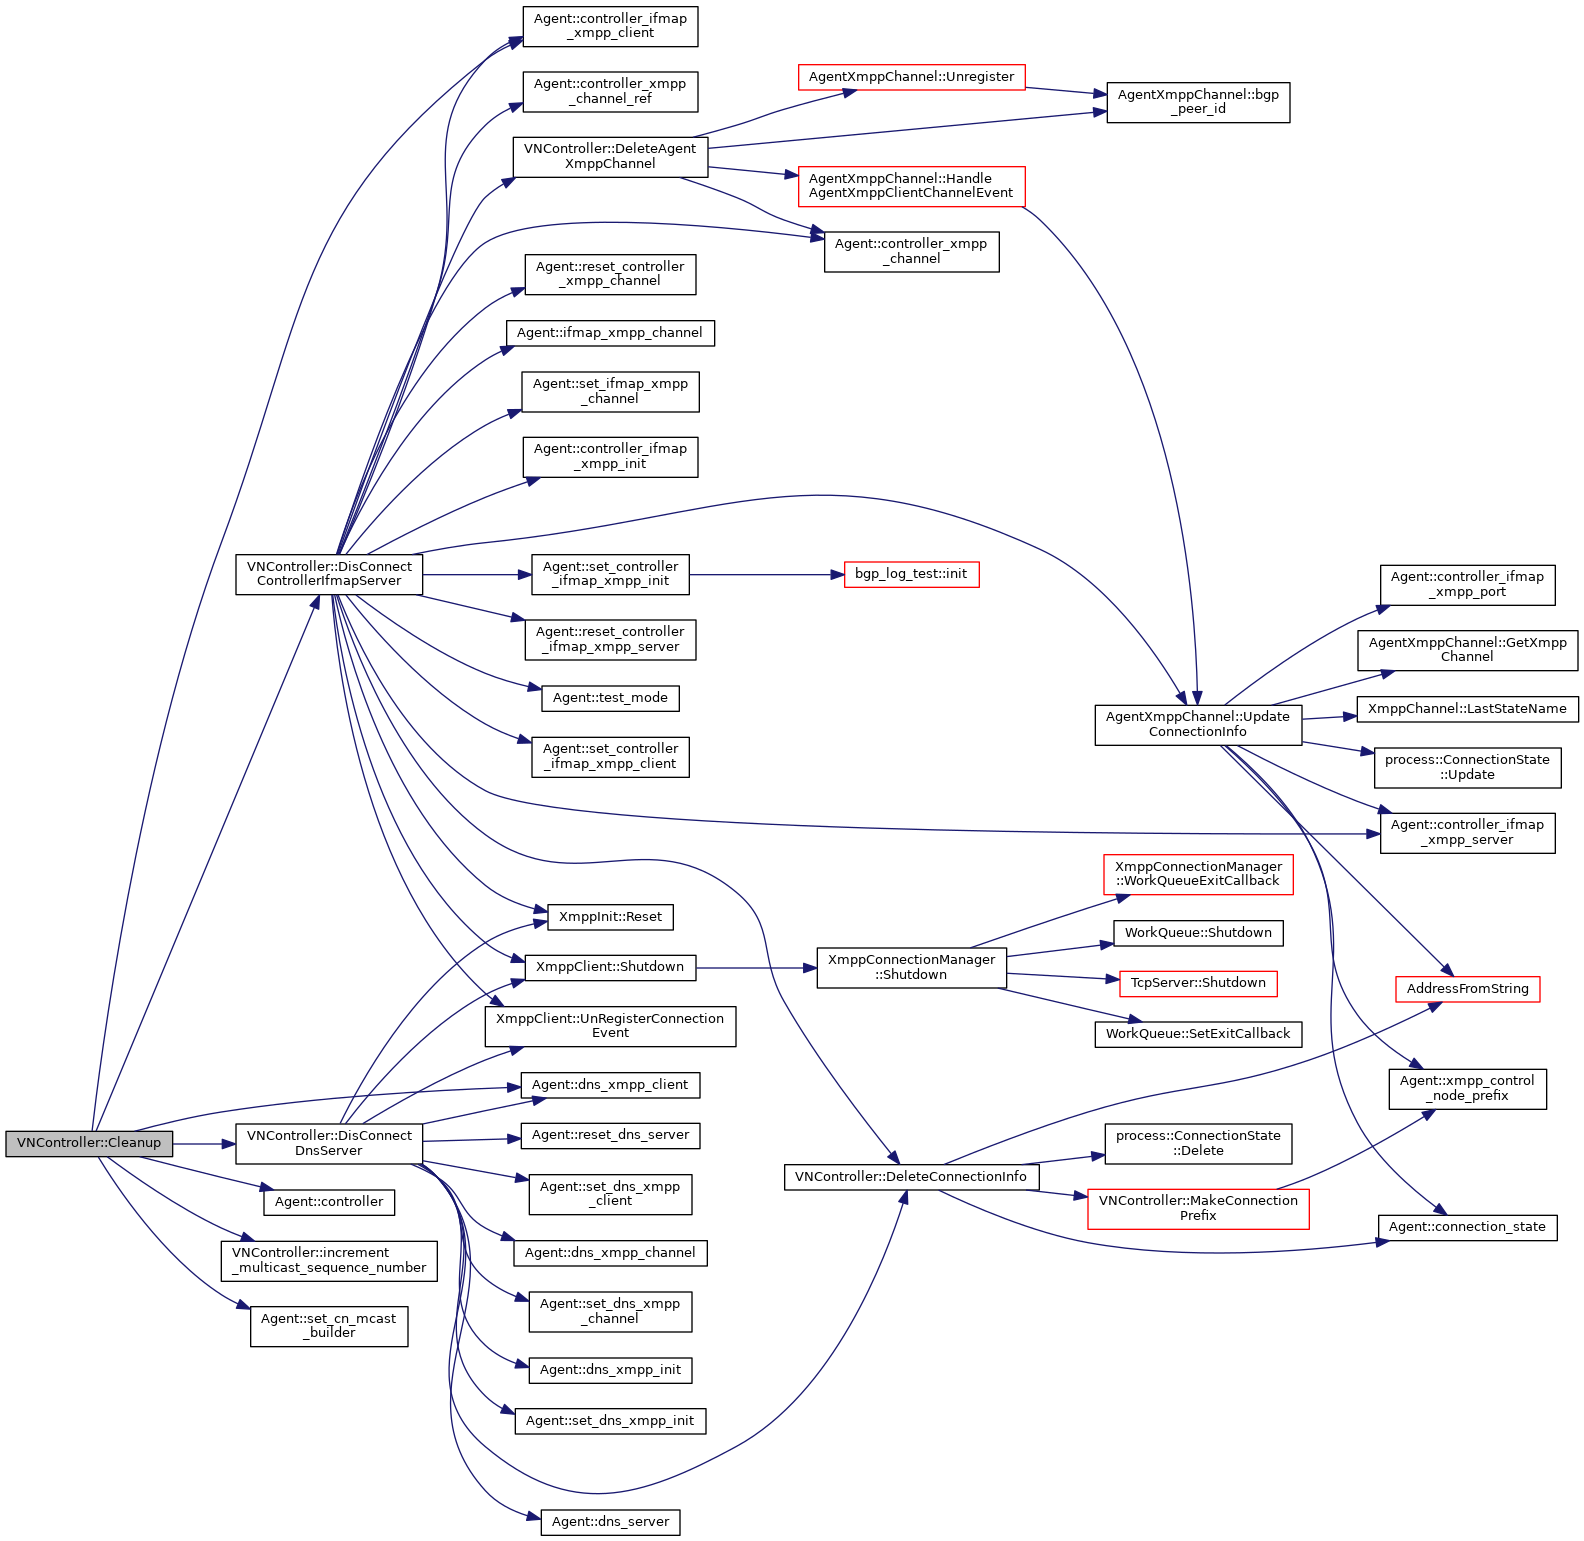 Agent::controller_ifmap
_xmpp_client
Agent::controller_xmpp
_channel_ref
VNController::DeleteAgent
XmppChannel
AgentXmppChannel::Unregister
AgentXmppChannel::bgp
_peer_id
AgentXmppChannel::Handle
AgentXmppClientChannelEvent
Agent::controller_xmpp
_channel
Agent::reset_controller
_xmpp_channel
Agent::ifmap_xmpp_channel
Agent::set_ifmap_xmpp
_channel
Agent::controller_ifmap
_xmpp_init
VNController::DisConnect
ControllerIfmapServer
Agent::set_controller
_ifmap_xmpp_init
bgp_log_test::init
Agent::reset_controller
_ifmap_xmpp_server
Agent::test_mode
Agent::set_controller
_ifmap_xmpp_client
AgentXmppChannel::Update
ConnectionInfo
Agent::controller_ifmap
_xmpp_port
AgentXmppChannel::GetXmpp
Channel
XmppChannel::LastStateName
process::ConnectionState
::Update
Agent::controller_ifmap
_xmpp_server
XmppInit::Reset
XmppClient::Shutdown
XmppClient::UnRegisterConnection
Event
XmppConnectionManager
::Shutdown
XmppConnectionManager
::WorkQueueExitCallback
WorkQueue::Shutdown
TcpServer::Shutdown
WorkQueue::SetExitCallback
AddressFromString
Agent::xmpp_control
_node_prefix
Agent::connection_state
VNController::Cleanup
VNController::DisConnect
DnsServer
Agent::controller
VNController::increment
_multicast_sequence_number
Agent::set_cn_mcast
_builder
Agent::dns_xmpp_client
Agent::reset_dns_server
Agent::set_dns_xmpp
_client
Agent::dns_xmpp_channel
Agent::set_dns_xmpp
_channel
Agent::dns_xmpp_init
Agent::set_dns_xmpp_init
Agent::dns_server
VNController::DeleteConnectionInfo
process::ConnectionState
::Delete
VNController::MakeConnection
Prefix